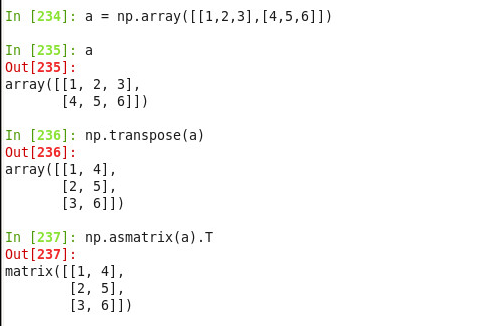 In [234]: a = np.array([[1,2,3],[4,5,6]])
In [235]: a
Out[235]:
array([[1, 2, 3],
       [4, 5, 6]])
In [236]: np.transpose(a)
Out[236]:
array([[1, 4],
       [2, 5],
       [3, 6]])
In [237]: np.asmatrix(a).T
Out[237]:
matrix([[1, 4],
        [2, 5],
        [3, 6]])